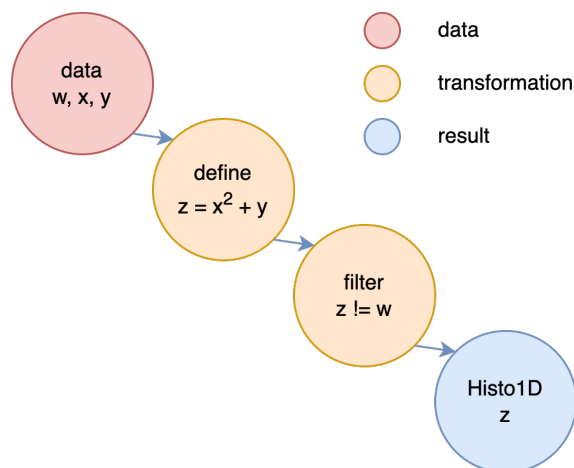 data
w, x, y
define
z = x² + y
filter
z != w
Histo1D
z
data
transformation
result